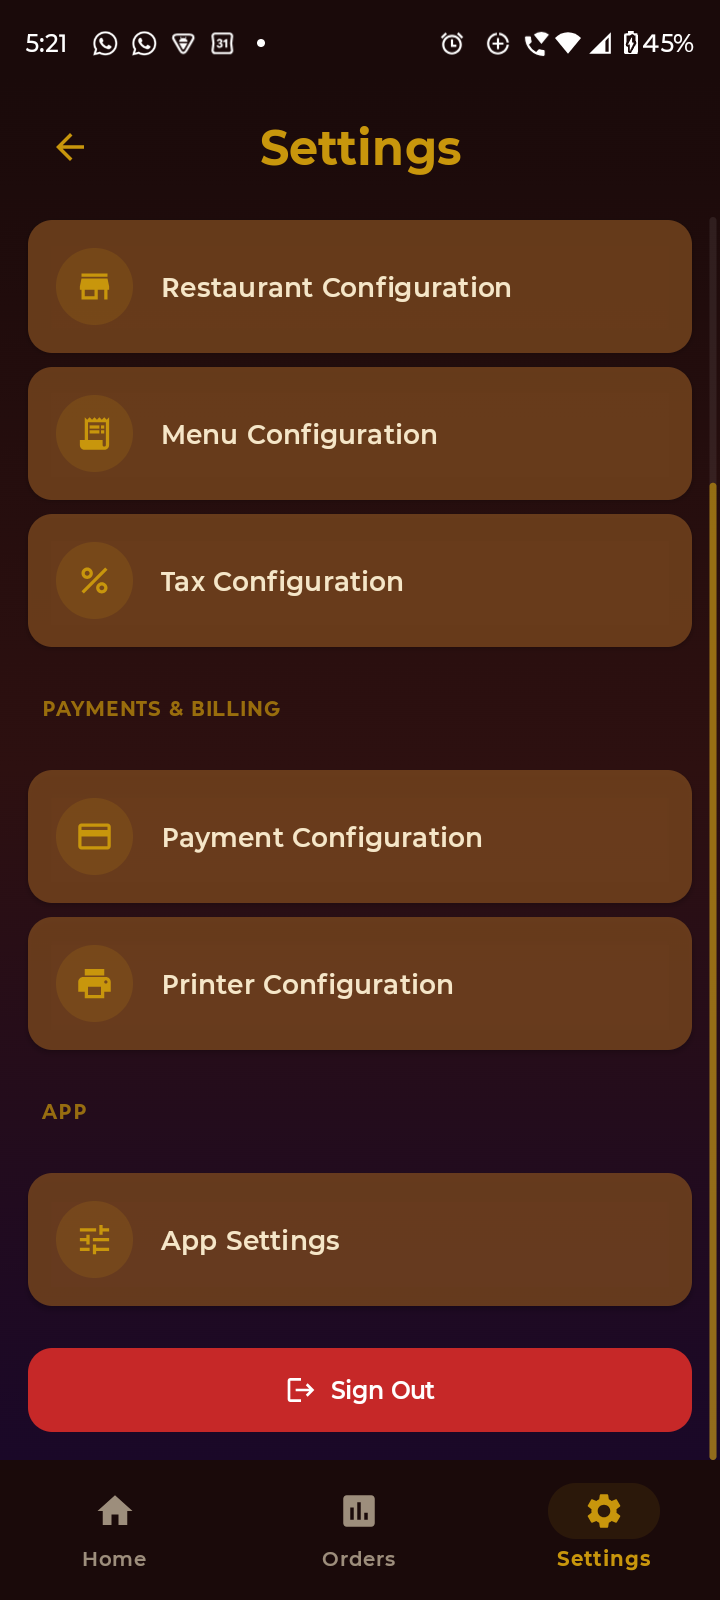 5:21
31
45%
Settings
Restaurant Configuration
Menu Configuration
Tax Configuration
PAYMENTS & BILLING
Payment Configuration
Printer Configuration
APP
App Settings
Sign Out
Home
Orders
Settings